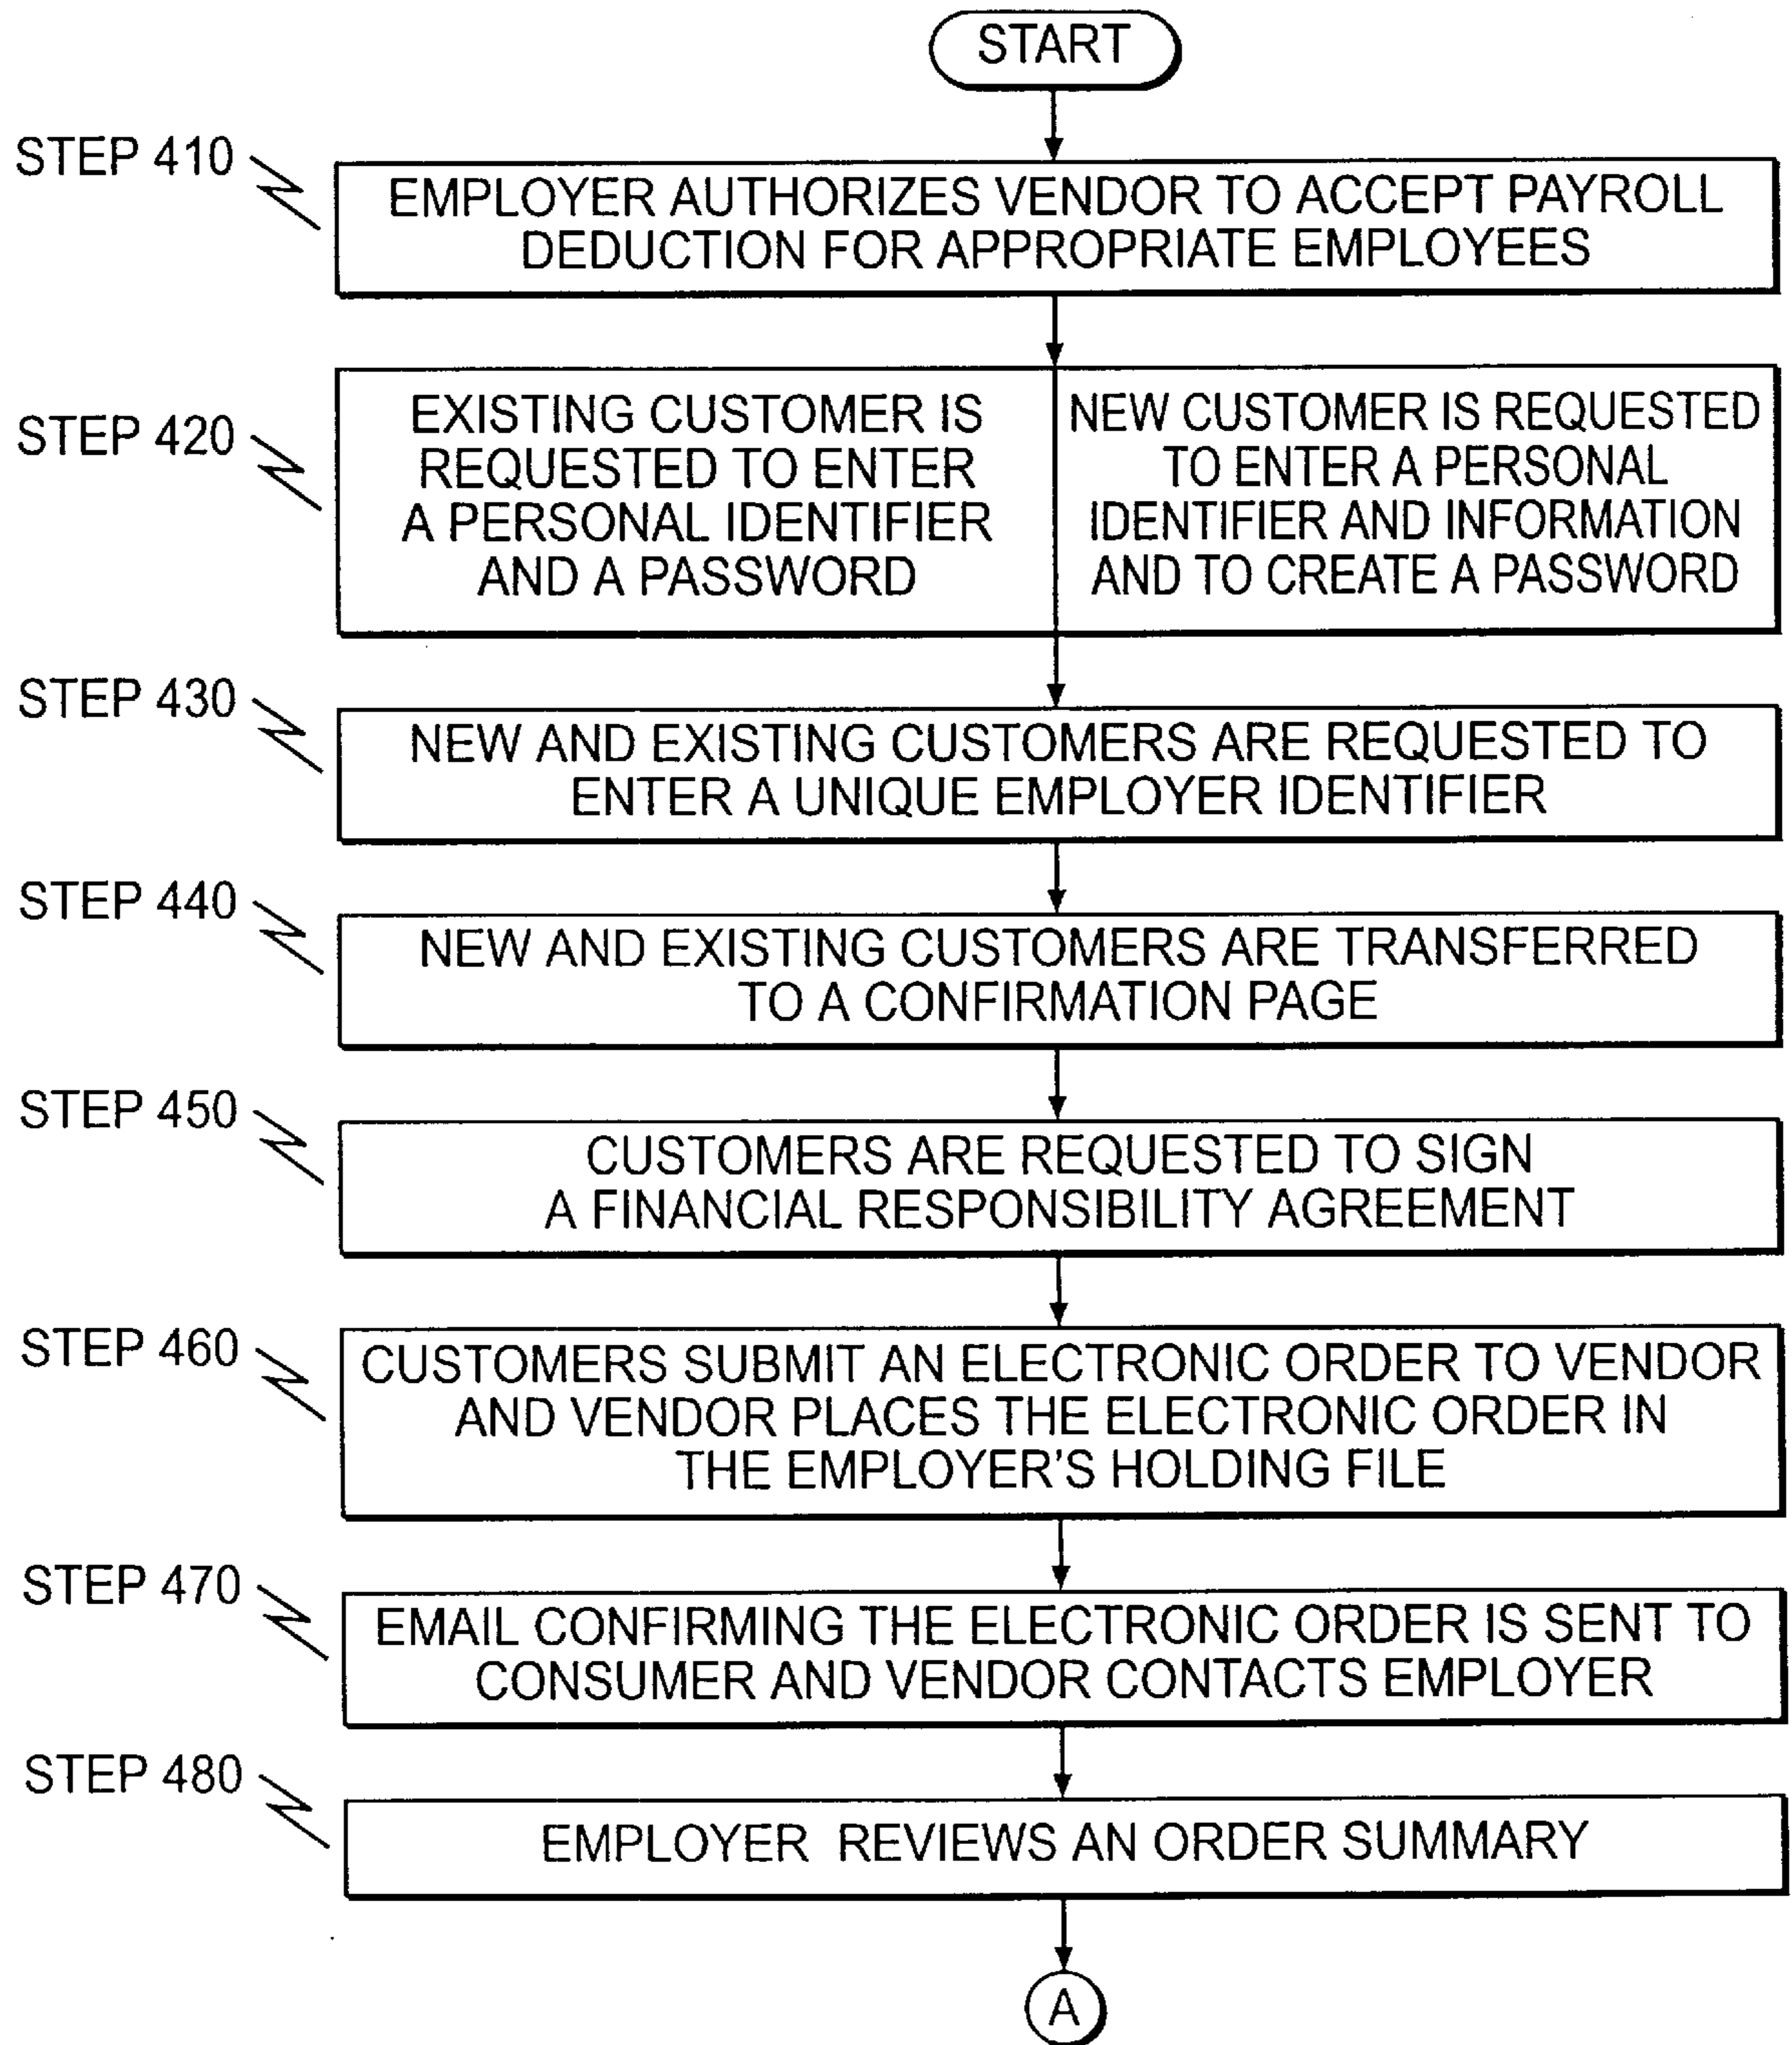 START
STEP 410
EMPLOYER AUTHORIZES VENDOR TO ACCEPT PAYROLL
DEDUCTION FOR APPROPRIATE EMPLOYEES
STEP 420
EXISTING CUSTOMER IS
REQUESTED TO ENTER
A PERSONAL IDENTIFIER
AND A PASSWORD
NEW CUSTOMER IS REQUESTED
TO ENTER A PERSONAL
IDENTIFIER AND INFORMATION
AND TO CREATE A PASSWORD
STEP 430
NEW AND EXISTING CUSTOMERS ARE REQUESTED TO
ENTER A UNIQUE EMPLOYER IDENTIFIER
STEP 440
NEW AND EXISTING CUSTOMERS ARE TRANSFERRED
TO A CONFIRMATION PAGE
STEP 450
CUSTOMERS ARE REQUESTED TO SIGN
A FINANCIAL RESPONSIBILITY AGREEMENT
STEP 460
CUSTOMERS SUBMIT AN ELECTRONIC ORDER TO VENDOR
AND VENDOR PLACES THE ELECTRONIC ORDER IN
THE EMPLOYER'S HOLDING FILE
STEP 470
EMAIL CONFIRMING THE ELECTRONIC ORDER IS SENT TO
CONSUMER AND VENDOR CONTACTS EMPLOYER
STEP 480
EMPLOYER REVIEWS AN ORDER SUMMARY
A